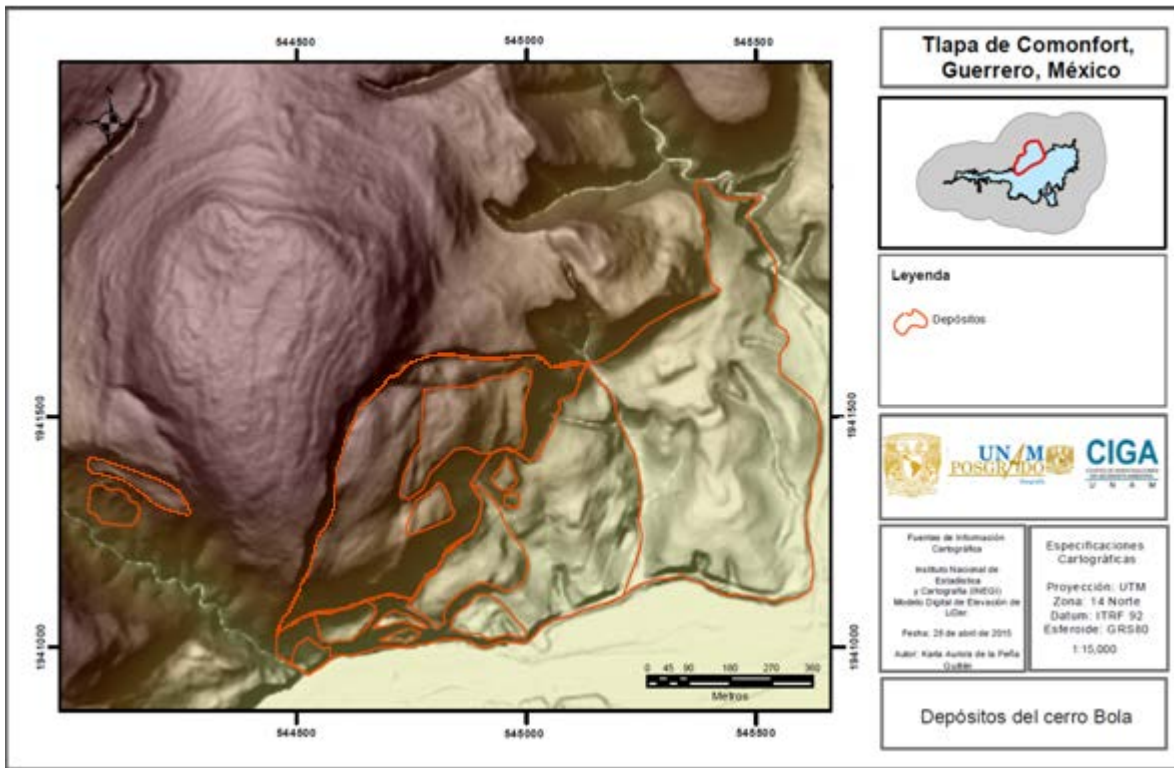 Tlapa de Comonfort,
Guerrero, México
544500
545000
545500
1941500
1941000
1941500
1941000
544500
545000
545500
0 45 90 180 270 360
Metros
Leyenda
Depósitos
UNAM
POSGRADO
CIGA
U N A M
Fuentes de Información
Cartográfica
Instituto Nacional de
Estadística
y Cartografía (INEGI)
Modelo Digital de Elevación de
LiDer.
Fecha: 28 de abril de 2015
Autor: Karla Aurora de la Peña
Guillén
Especificaciones
Cartográficas
Proyección: UTM
Zona: 14 Norte
Datum: ITRF 92
Esferoide: GRS80
1:15,000
Depósitos del cerro Bola